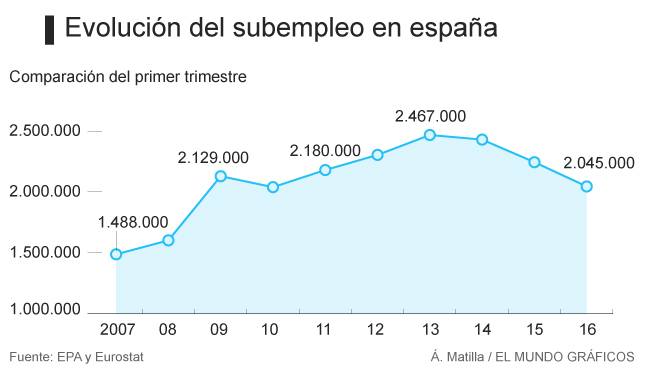 Evolución del subempleo en españa
Comparación del primer trimestre
2.467.000
2.500.000
2.180.000
2.129.000
2.045.000
2.000.000
1.488.000
1.500.000
1.000.000
2007 08 09 10 11 12 13 14 15 16
Fuente: EPA y Eurostat
Á. Matilla / EL MUNDO GRÁFICOS